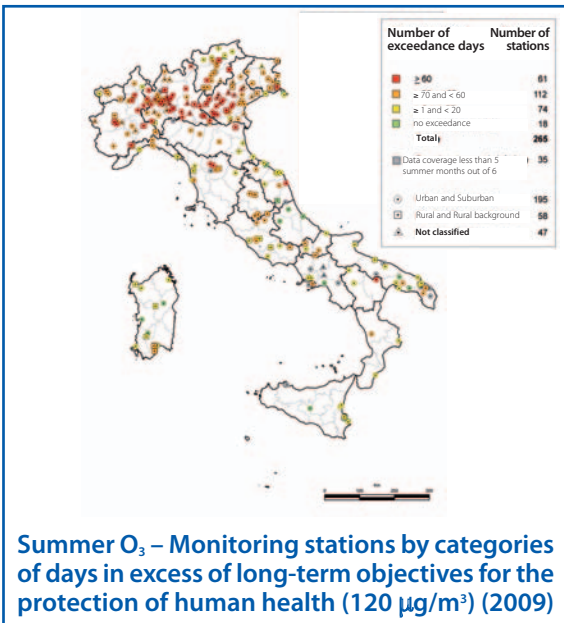 Number of exceedance days Number of stations
≥ 60 61
≥ 70 and < 60 112
≥ 1 and < 20 74
no exceedance 18
Total 265
Data coverage less than 5 summer months out of 6 35
Urban and Suburban 195
Rural and Rural background 58
Not classified 47
km
Summer O₃ – Monitoring stations by categories
of days in excess of long-term objectives for the
protection of human health (120 µg/m³) (2009)